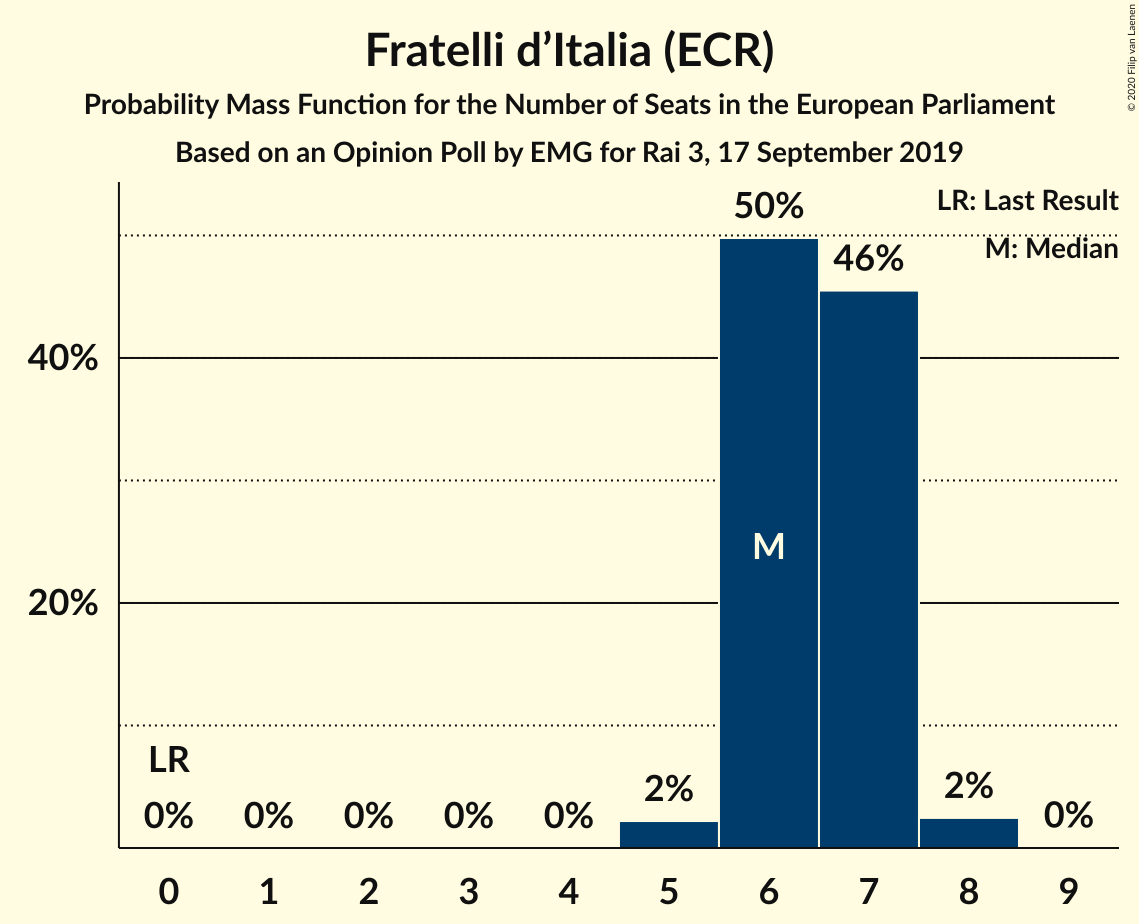 © 2020 Filip van Laenen
Fratelli d’Italia (ECR)
Probability Mass Function for the Number of Seats in the European Parliament
Based on an Opinion Poll by EMG for Rai 3, 17 September 2019
LR: Last Result
M: Median
50%
46%
40%
M
20%
LR
0% 0% 0% 0% 0% 2% 2% 0%
0 1 2 3 4 5 6 7 8 9